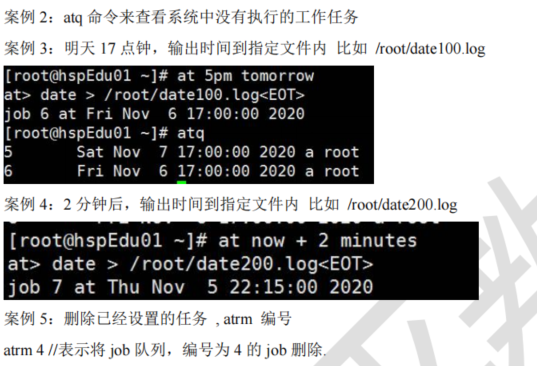 案例 2：atq 命令来查看系统中没有执行的工作任务
案例 3：明天 17 点钟，输出时间到指定文件内 比如 /root/date100.log
[root@hspEdu01 ~]# at 5pm tomorrow
at> date > /root/date100.log<EOT>
job 6 at Fri Nov  6 17:00:00 2020
[root@hspEdu01 ~]# atq
5       Sat Nov  7 17:00:00 2020 a root
6       Fri Nov  6 17:00:00 2020 a root
案例 4：2 分钟后，输出时间到指定文件内 比如 /root/date200.log
[root@hspEdu01 ~]# at now + 2 minutes
at> date > /root/date200.log<EOT>
job 7 at Thu Nov  5 22:15:00 2020
案例 5：删除已经设置的任务 , atrm 编号
atrm 4 //表示将 job 队列，编号为 4 的 job 删除.